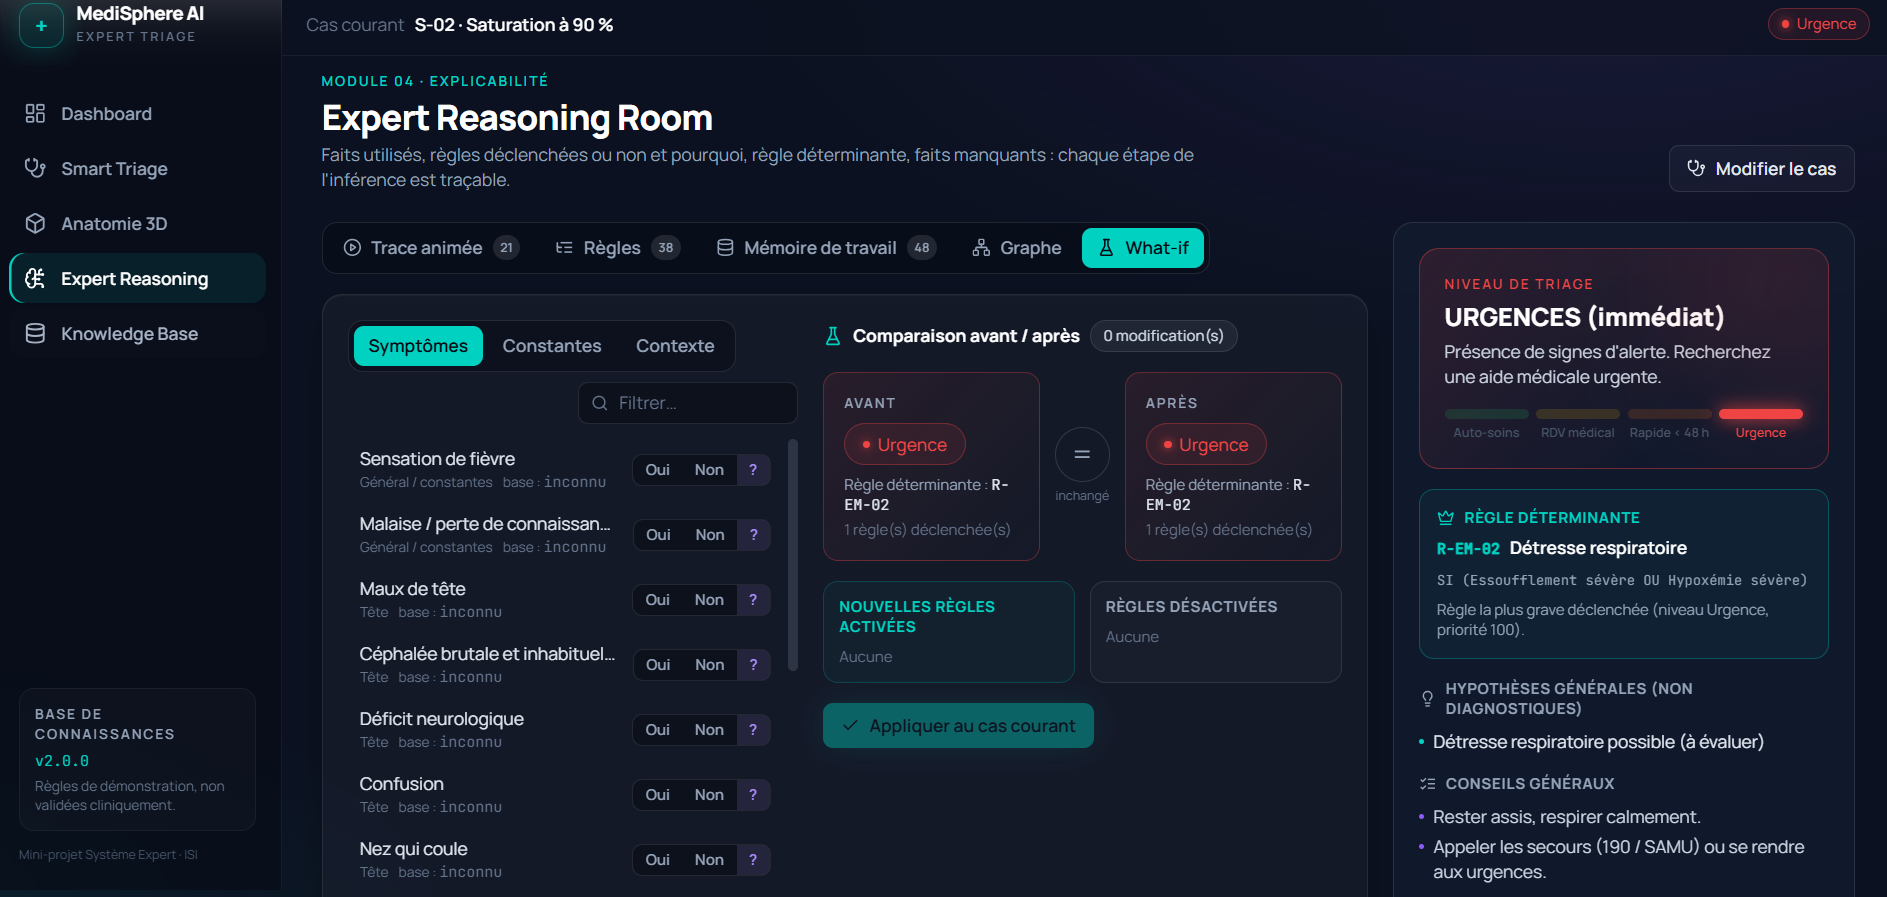 MediSphere AI
EXPERT TRIAGE
Dashboard
Smart Triage
Anatomie 3D
Expert Reasoning
Knowledge Base
BASE DE
CONNAISSANCES
v2.0.0
Règles de démonstration, non
validées cliniquement.
Mini-projet Système Expert · ISI
Cas courant S-02 · Saturation à 90 %
Urgence
MODULE 04 · EXPLICABILITÉ
Expert Reasoning Room
Faits utilisés, règles déclenchées ou non et pourquoi, règle déterminante, faits manquants : chaque étape de
l'inférence est traçable.
Modifier le cas
Trace animée 21
Règles 38
Mémoire de travail 48
Graphe
What-if
Symptômes
Constantes
Contexte
Filtrer...
Sensation de fièvre
Général / constantes base : inconnu
Oui Non ?
Malaise / perte de connaissan...
Général / constantes base : inconnu
Oui Non ?
Maux de tête
Tête base : inconnu
Oui Non ?
Céphalée brutale et inhabituel...
Tête base : inconnu
Oui Non ?
Déficit neurologique
Tête base : inconnu
Oui Non ?
Confusion
Tête base : inconnu
Oui Non ?
Nez qui coule
Tête base : inconnu
Oui Non ?
Comparaison avant / après 0 modification(s)
AVANT
Urgence
Règle déterminante : R-
EM-02
1 règle(s) déclenchée(s)
=
inchangé
APRÈS
Urgence
Règle déterminante : R-
EM-02
1 règle(s) déclenchée(s)
NOUVELLES RÈGLES
ACTIVÉES
Aucune
RÈGLES DÉSACTIVÉES
Aucune
Appliquer au cas courant
NIVEAU DE TRIAGE
URGENCES (immédiat)
Présence de signes d'alerte. Recherchez
une aide médicale urgente.
Auto-soins RDV médical Rapide < 48 h Urgence
RÈGLE DÉTERMINANTE
R-EM-02 Détresse respiratoire
SI (Essoufflement sévère OU Hypoxémie sévère)
Règle la plus grave déclenchée (niveau Urgence,
priorité 100).
HYPOTHÈSES GÉNÉRALES (NON
DIAGNOSTIQUES)
• Détresse respiratoire possible (à évaluer)
CONSEILS GÉNÉRAUX
• Rester assis, respirer calmement.
• Appeler les secours (190 / SAMU) ou se rendre
aux urgences.